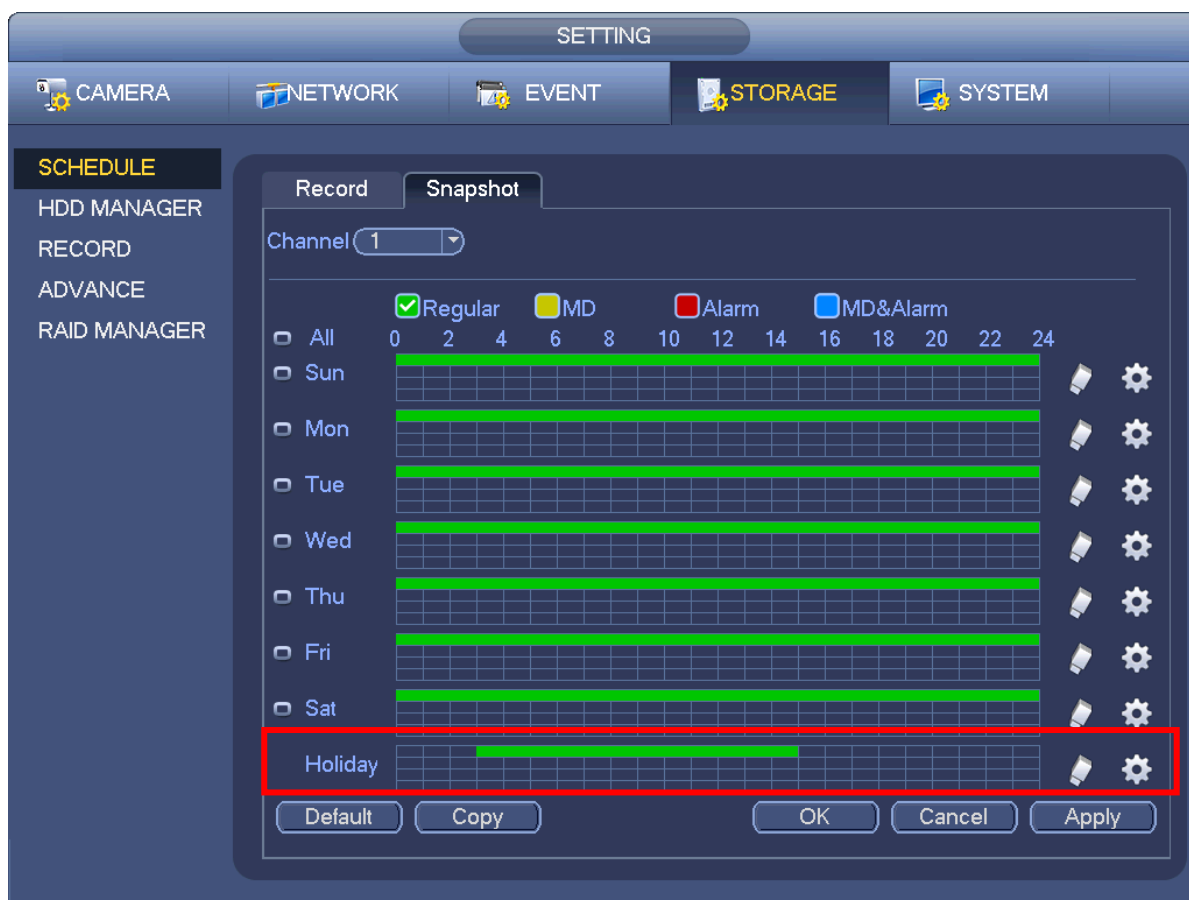 SETTING
CAMERA NETWORK EVENT STORAGE SYSTEM
SCHEDULE
HDD MANAGER
RECORD
ADVANCE
RAID MANAGER
Record Snapshot
Channel 1
Regular MD Alarm MD&Alarm
All 0 2 4 6 8 10 12 14 16 18 20 22 24
Sun
Mon
Tue
Wed
Thu
Fri
Sat
Holiday
Default Copy OK Cancel Apply